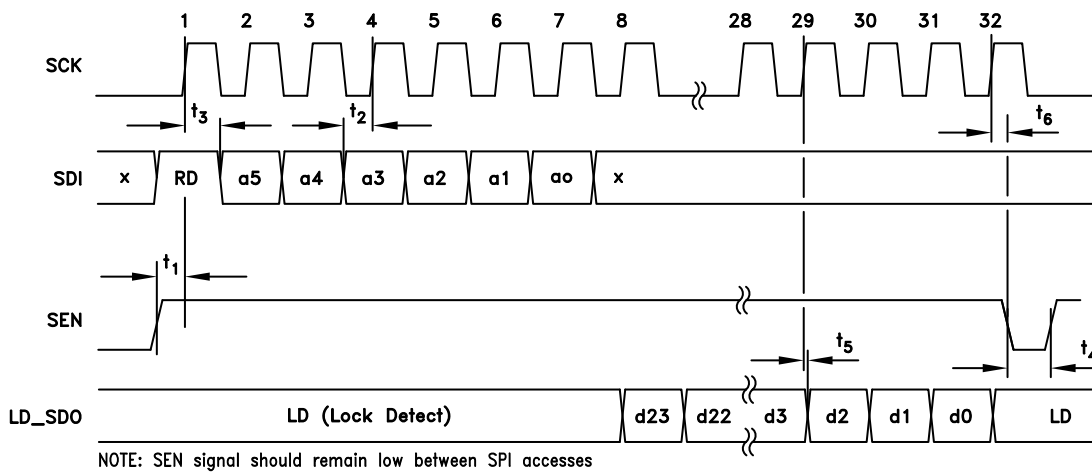 1 2 3 4 5 6 7 8 28 29 30 31 32
SCK
t3 t2 t6
SDI x RD a5 a4 a3 a2 a1 ao x
t1
SEN
t5
LD_SDO LD (Lock Detect) d23 d22 d3 d2 d1 d0 LD
NOTE: SEN signal should remain low between SPI accesses